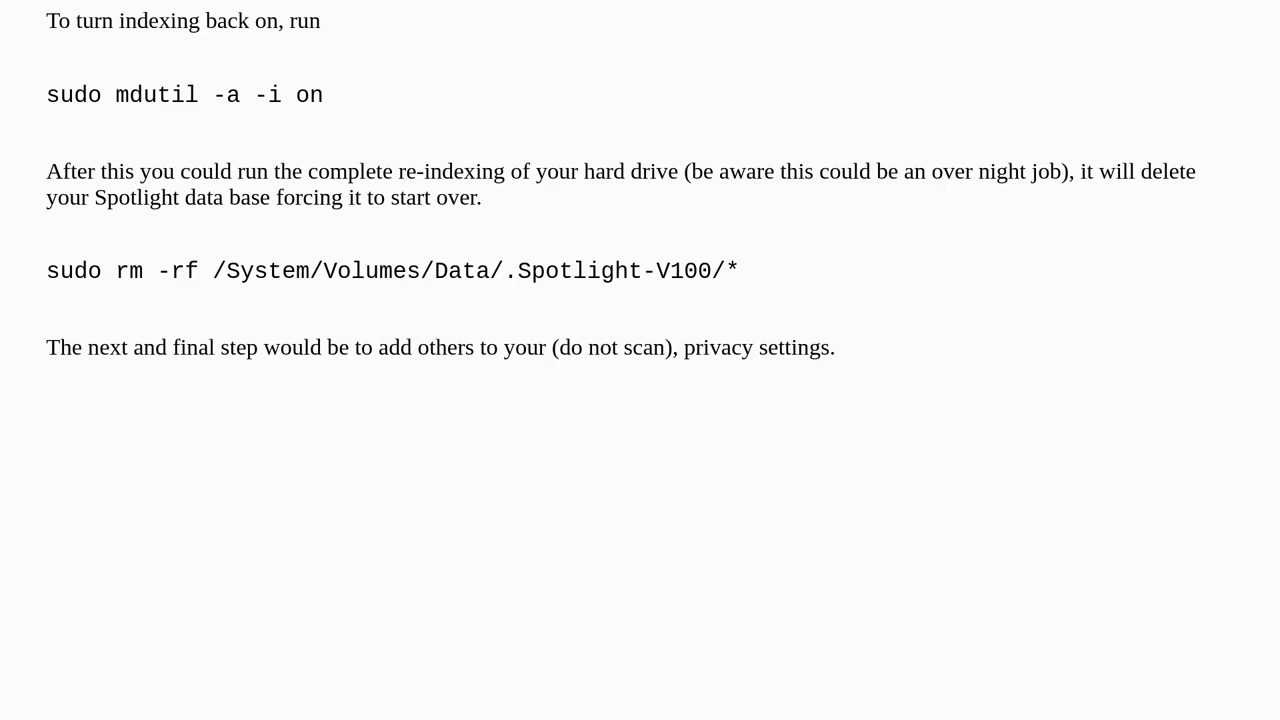 To turn indexing back on, run
sudo mdutil -a -i on
After this you could run the complete re-indexing of your hard drive (be aware this could be an over night job), it will delete
your Spotlight data base forcing it to start over.
sudo rm -rf /System/Volumes/Data/.Spotlight-V100/*
The next and final step would be to add others to your (do not scan), privacy settings.